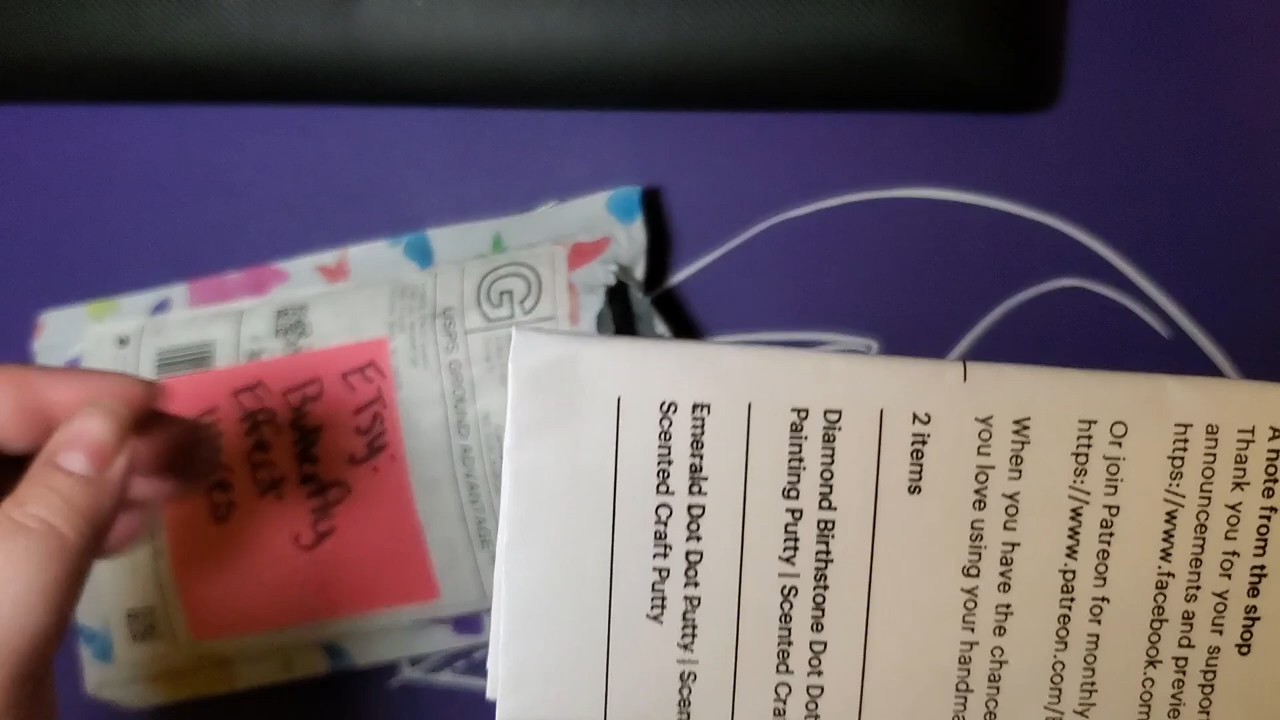 A note from the shop
Thank you for your suppor
announcements and previe
https://www.facebook.com
Or join Patreon for monthly
https://www.patreon.com/
When you have the chance
you love using your handma
2 items
Diamond Birthstone Dot Dot
Painting Putty | Scented Cra
Emerald Dot Dot Putty | Scen
Scented Craft Putty
G
USPS GROUND ADVANTAGE
Etsy:
Butterfly
Effect